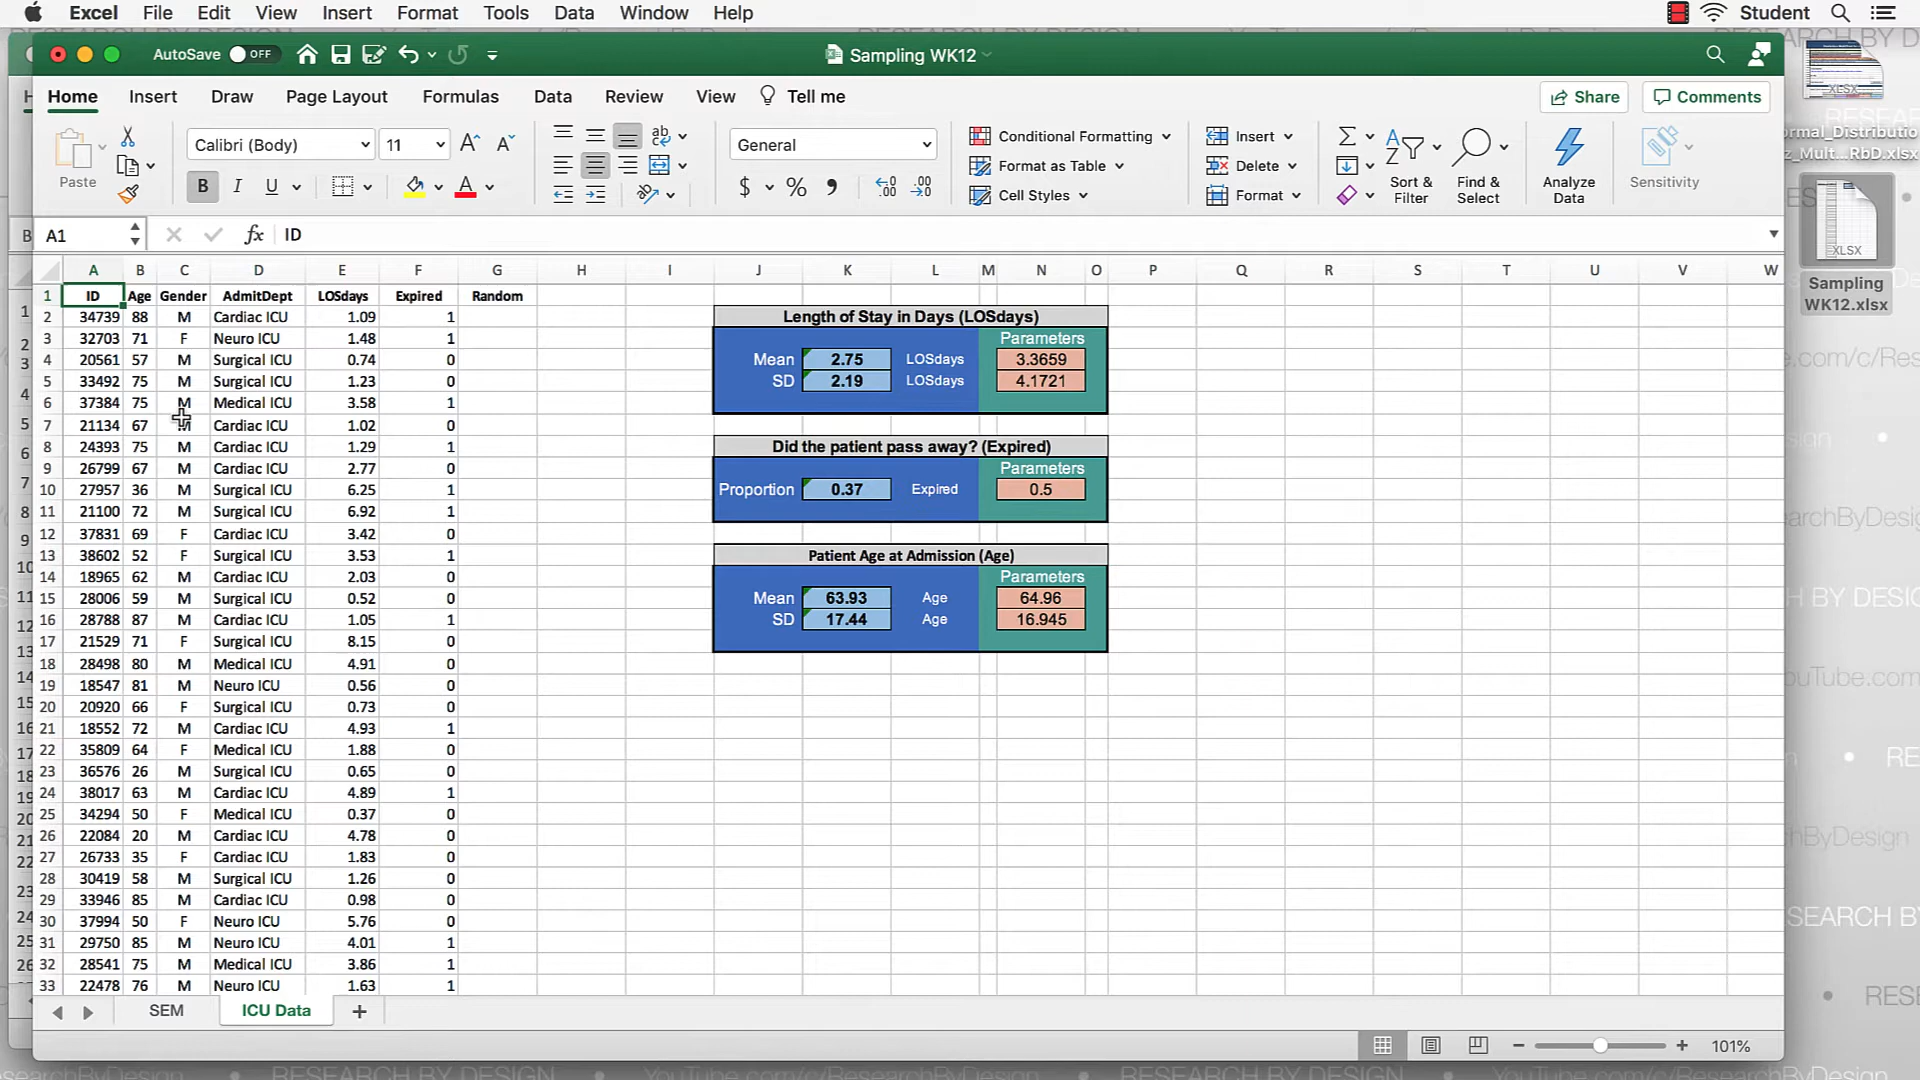 Excel File Edit View Insert Format Tools Data Window Help Student
AutoSave OFF Sampling WK12
Home Insert Draw Page Layout Formulas Data Review View Tell me Share Comments
Paste Calibri (Body) 11 General Conditional Formatting Format as Table Cell Styles Insert Delete Format Sort & Filter Find & Select Analyze Data Sensitivity
A1 fx ID
A B C D E F G H I J K L M N O P Q R S T U V W
1 ID Age Gender AdmitDept LOSdays Expired Random
2 34739 88 M Cardiac ICU 1.09 1
3 32703 71 F Neuro ICU 1.48 1
4 20561 57 M Surgical ICU 0.74 0
5 33492 75 M Surgical ICU 1.23 0
6 37384 75 M Medical ICU 3.58 1
7 21134 67 M Cardiac ICU 1.02 0
8 24393 75 M Cardiac ICU 1.29 1
9 26799 67 M Cardiac ICU 2.77 0
10 27957 36 M Surgical ICU 6.25 1
11 21100 72 M Surgical ICU 6.92 1
12 37831 69 F Cardiac ICU 3.42 0
13 38602 52 F Surgical ICU 3.53 1
14 18965 62 M Cardiac ICU 2.03 0
15 28006 59 M Surgical ICU 0.52 0
16 28788 87 M Cardiac ICU 1.05 1
17 21529 71 F Surgical ICU 8.15 0
18 28498 80 M Medical ICU 4.91 0
19 18547 81 M Neuro ICU 0.56 0
20 20920 66 F Surgical ICU 0.73 0
21 18552 72 M Cardiac ICU 4.93 1
22 35809 64 F Medical ICU 1.88 0
23 36576 26 M Surgical ICU 0.65 0
24 38017 63 M Cardiac ICU 4.89 1
25 34294 50 F Medical ICU 0.37 0
26 22084 20 M Cardiac ICU 4.78 0
27 26733 35 F Cardiac ICU 1.83 0
28 30419 58 M Surgical ICU 1.26 0
29 33946 85 M Cardiac ICU 0.98 0
30 37994 50 F Neuro ICU 5.76 0
31 29750 85 M Neuro ICU 4.01 1
32 28541 75 M Medical ICU 3.86 1
33 22478 76 M Neuro ICU 1.63 1
Length of Stay in Days (LOSdays)
Parameters
Mean 2.75 LOSdays 3.3659
SD 2.19 LOSdays 4.1721
Did the patient pass away? (Expired)
Parameters
Proportion 0.37 Expired 0.5
Patient Age at Admission (Age)
Parameters
Mean 63.93 Age 64.96
SD 17.44 Age 16.945
SEM ICU Data
101%
XLSX
ormal_Distributio
z_Mult...RbD.xlsx
XLSX
Sampling
WK12.xlsx